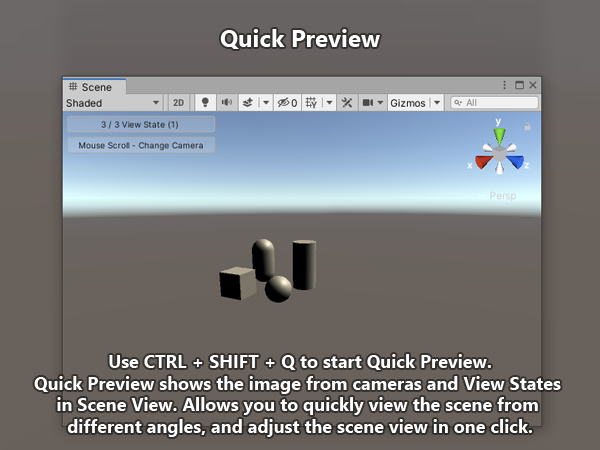 Quick Preview
Scene
Shaded
2D
0
Gizmos
All
3 / 3 View State (1)
Mouse Scroll - Change Camera
y
x
z
Persp
Use CTRL + SHIFT + Q to start Quick Preview.
Quick Preview shows the image from cameras and View States
in Scene View. Allows you to quickly view the scene from
different angles, and adjust the scene view in one click.